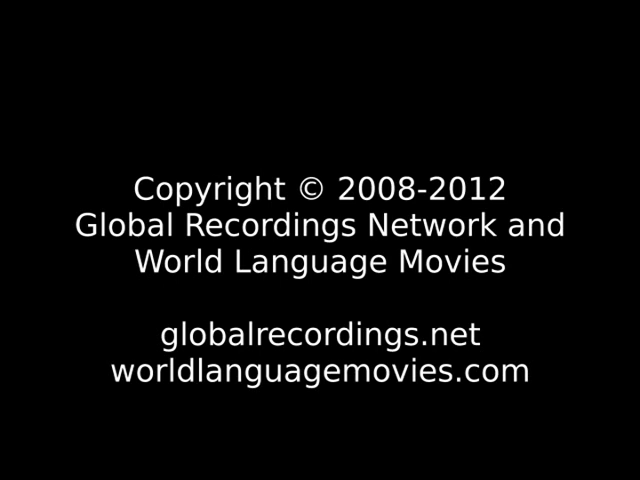 Copyright © 2008-2012
Global Recordings Network and
World Language Movies
globalrecordings.net
worldlanguagemovies.com